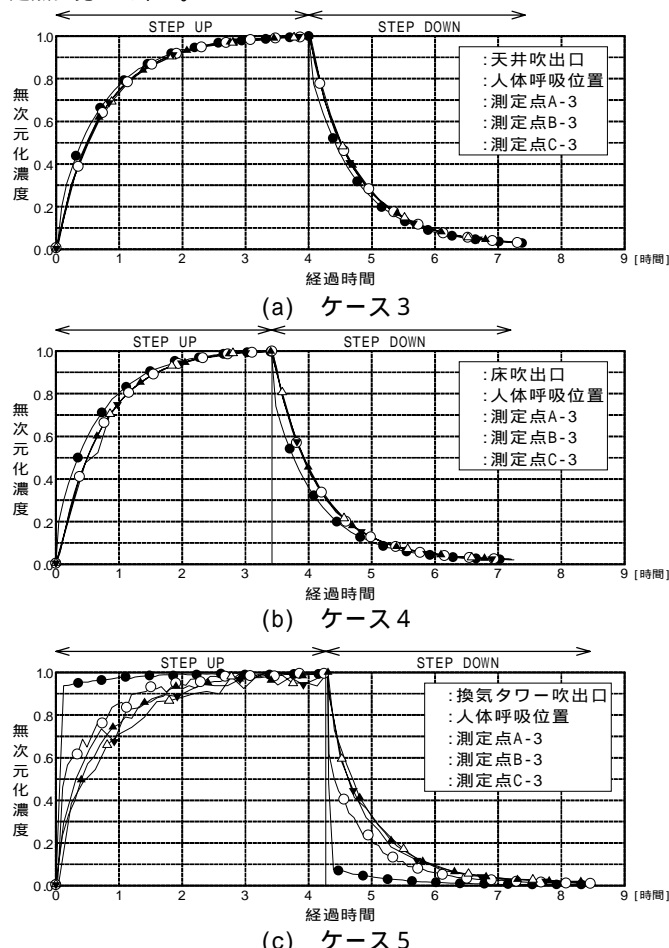 STEP UP STEP DOWN
:天井吹出口
:人体呼吸位置
:測定点A-3
:測定点B-3
:測定点C-3
無次元化濃度
1.0
0.8
0.6
0.4
0.2
0.0
0 1 2 3 4 5 6 7 8 9 [時間]
経過時間
(a) ケース3
STEP UP STEP DOWN
:床吹出口
:人体呼吸位置
:測定点A-3
:測定点B-3
:測定点C-3
無次元化濃度
1.0
0.8
0.6
0.4
0.2
0.0
0 1 2 3 4 5 6 7 8 9 [時間]
経過時間
(b) ケース4
STEP UP STEP DOWN
:換気タワー吹出口
:人体呼吸位置
:測定点A-3
:測定点B-3
:測定点C-3
無次元化濃度
1.0
0.8
0.6
0.4
0.2
0.0
0 1 2 3 4 5 6 7 8 9 [時間]
経過時間
(c) ケース5